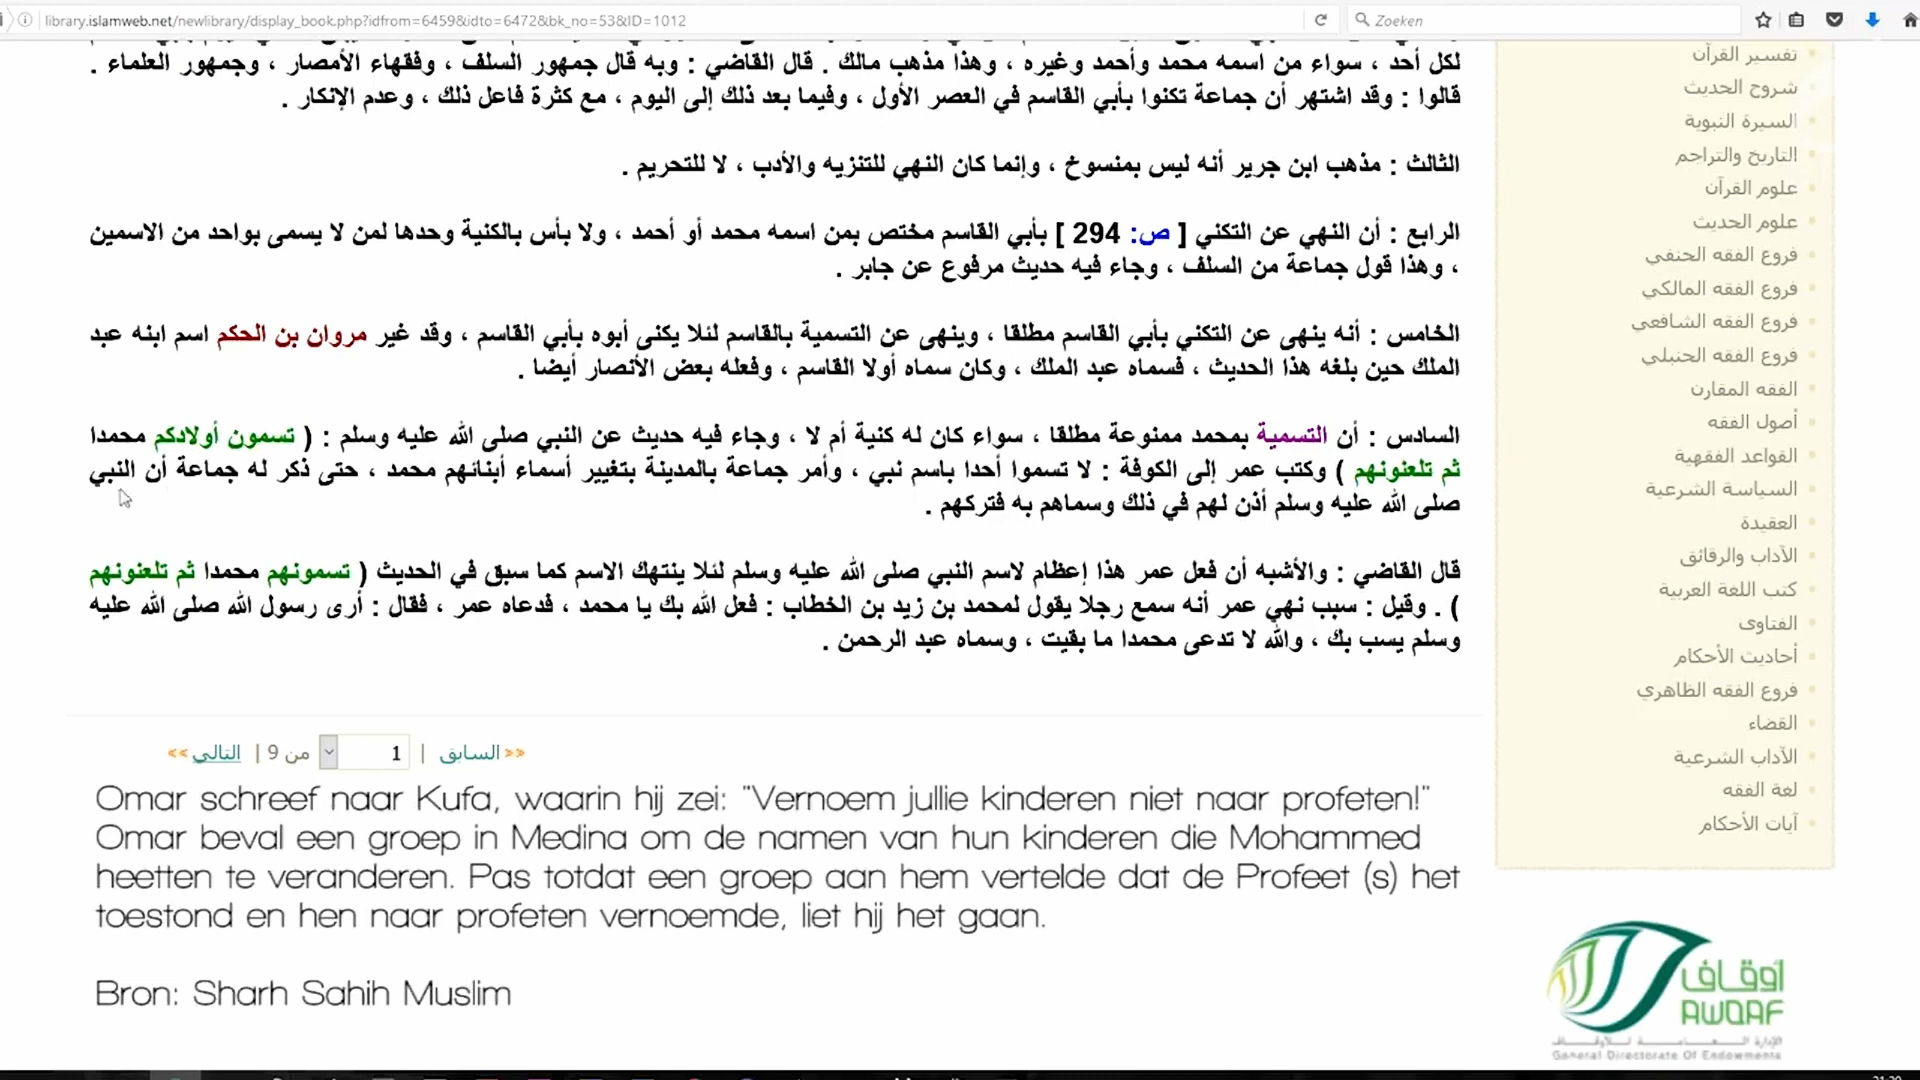 library.islamweb.net/newlibrary/display_book.php?idfrom=6459&idto=6472&bk_no=53&ID=1012
Zoeken
لكل أحد ، سواء من اسمه محمد وأحمد وغيره ، وهذا مذهب مالك . قال القاضي : وبه قال جمهور السلف ، وفقهاء الأمصار ، وجمهور العلماء .
قالوا : وقد اشتهر أن جماعة تكنوا بأبي القاسم في العصر الأول ، وفيما بعد ذلك إلى اليوم ، مع كثرة فاعل ذلك ، وعدم الإنكار .
الثالث : مذهب ابن جرير أنه ليس بمنسوخ ، وإنما كان النهي للتنزيه والأدب ، لا للتحريم .
الرابع : أن النهي عن التكني [ ص: 294 ] بأبي القاسم مختص بمن اسمه محمد أو أحمد ، ولا بأس بالكنية وحدها لمن لا يسمى بواحد من الاسمين
، وهذا قول جماعة من السلف ، وجاء فيه حديث مرفوع عن جابر .
الخامس : أنه ينهى عن التكني بأبي القاسم مطلقا ، وينهى عن التسمية بالقاسم لئلا يكنى أبوه بأبي القاسم ، وقد غير مروان بن الحكم اسم ابنه عبد
الملك حين بلغه هذا الحديث ، فسماه عبد الملك ، وكان سماه أولا القاسم ، وفعله بعض الأنصار أيضا .
السادس : أن التسمية بمحمد ممنوعة مطلقا ، سواء كان له كنية أم لا ، وجاء فيه حديث عن النبي صلى الله عليه وسلم : ( تسمون أولادكم محمدا
ثم تلعنونهم ) وكتب عمر إلى الكوفة : لا تسموا أحدا باسم نبي ، وأمر جماعة بالمدينة بتغيير أسماء أبنائهم محمد ، حتى ذكر له جماعة أن النبي
صلى الله عليه وسلم أذن لهم في ذلك وسماهم به فتركهم .
قال القاضي : والأشبه أن فعل عمر هذا إعظام لاسم النبي صلى الله عليه وسلم لئلا ينتهك الاسم كما سبق في الحديث ( تسمونهم محمدا ثم تلعنونهم
) . وقيل : سبب نهي عمر أنه سمع رجلا يقول لمحمد بن زيد بن الخطاب : فعل الله بك يا محمد ، فدعاه عمر ، فقال : أرى رسول الله صلى الله عليه
وسلم يسب بك ، والله لا تدعى محمدا ما بقيت ، وسماه عبد الرحمن .
<< السابق | 1 من 9 | التالي >>
Omar schreef naar Kufa, waarin hij zei: "Vernoem jullie kinderen niet naar profeten!"
Omar beval een groep in Medina om de namen van hun kinderen die Mohammed
heetten te veranderen. Pas totdat een groep aan hem vertelde dat de Profeet (s) het
toestond en hen naar profeten vernoemde, liet hij het gaan.
Bron: Sharh Sahih Muslim
تفسير القرآن
شروح الحديث
السيرة النبوية
التاريخ والتراجم
علوم القرآن
علوم الحديث
فروع الفقه الحنفي
فروع الفقه المالكي
فروع الفقه الشافعي
فروع الفقه الحنبلي
الفقه المقارن
أصول الفقه
القواعد الفقهية
السياسة الشرعية
العقيدة
الآداب والرقائق
كتب اللغة العربية
الفتاوى
أحاديث الأحكام
فروع الفقه الظاهري
القضاء
الآداب الشرعية
لغة الفقه
آيات الأحكام
أوقاف
AWQAF
General Directorate Of Endowments